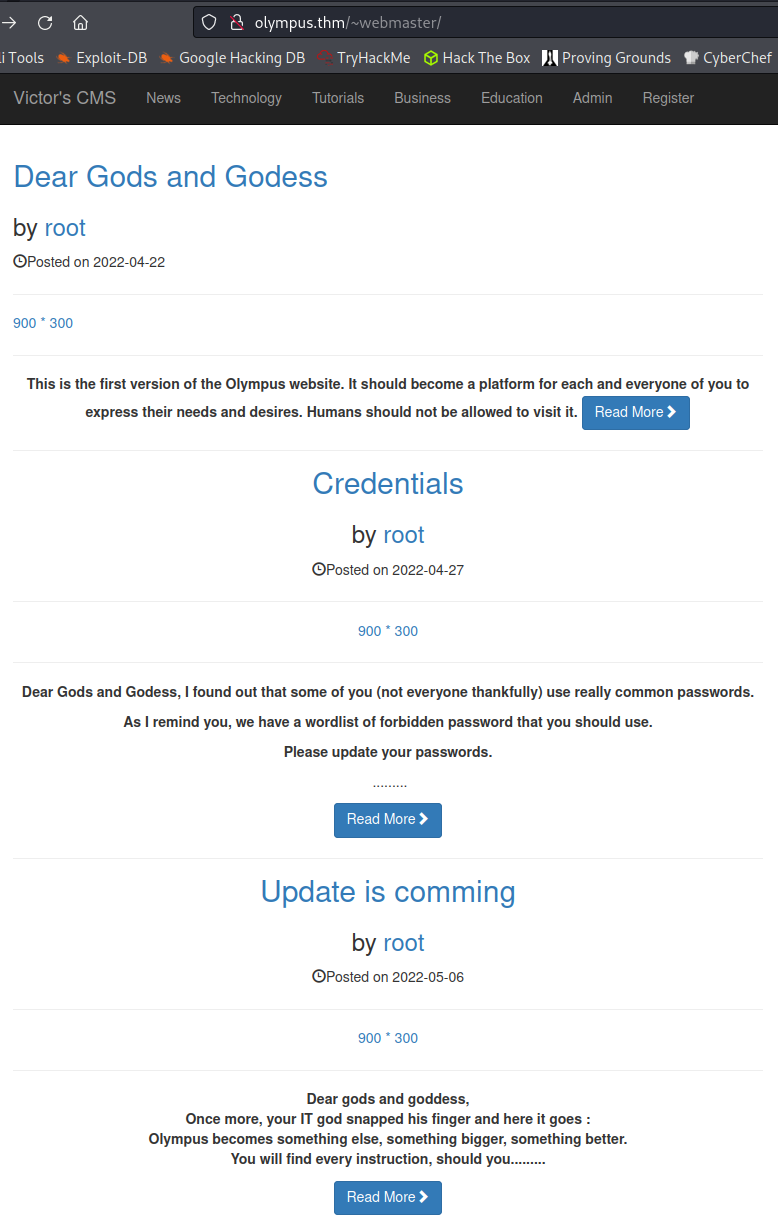 olympus.thm/~webmaster/
li Tools Exploit-DB Google Hacking DB TryHackMe Hack The Box Proving Grounds CyberChef
Victor's CMS News Technology Tutorials Business Education Admin Register
Dear Gods and Godess
by root
Posted on 2022-04-22
900 * 300
This is the first version of the Olympus website. It should become a platform for each and everyone of you to
express their needs and desires. Humans should not be allowed to visit it. Read More
Credentials
by root
Posted on 2022-04-27
900 * 300
Dear Gods and Godess, I found out that some of you (not everyone thankfully) use really common passwords.
As I remind you, we have a wordlist of forbidden password that you should use.
Please update your passwords.
.........
Read More
Update is comming
by root
Posted on 2022-05-06
900 * 300
Dear gods and goddess,
Once more, your IT god snapped his finger and here it goes :
Olympus becomes something else, something bigger, something better.
You will find every instruction, should you.........
Read More